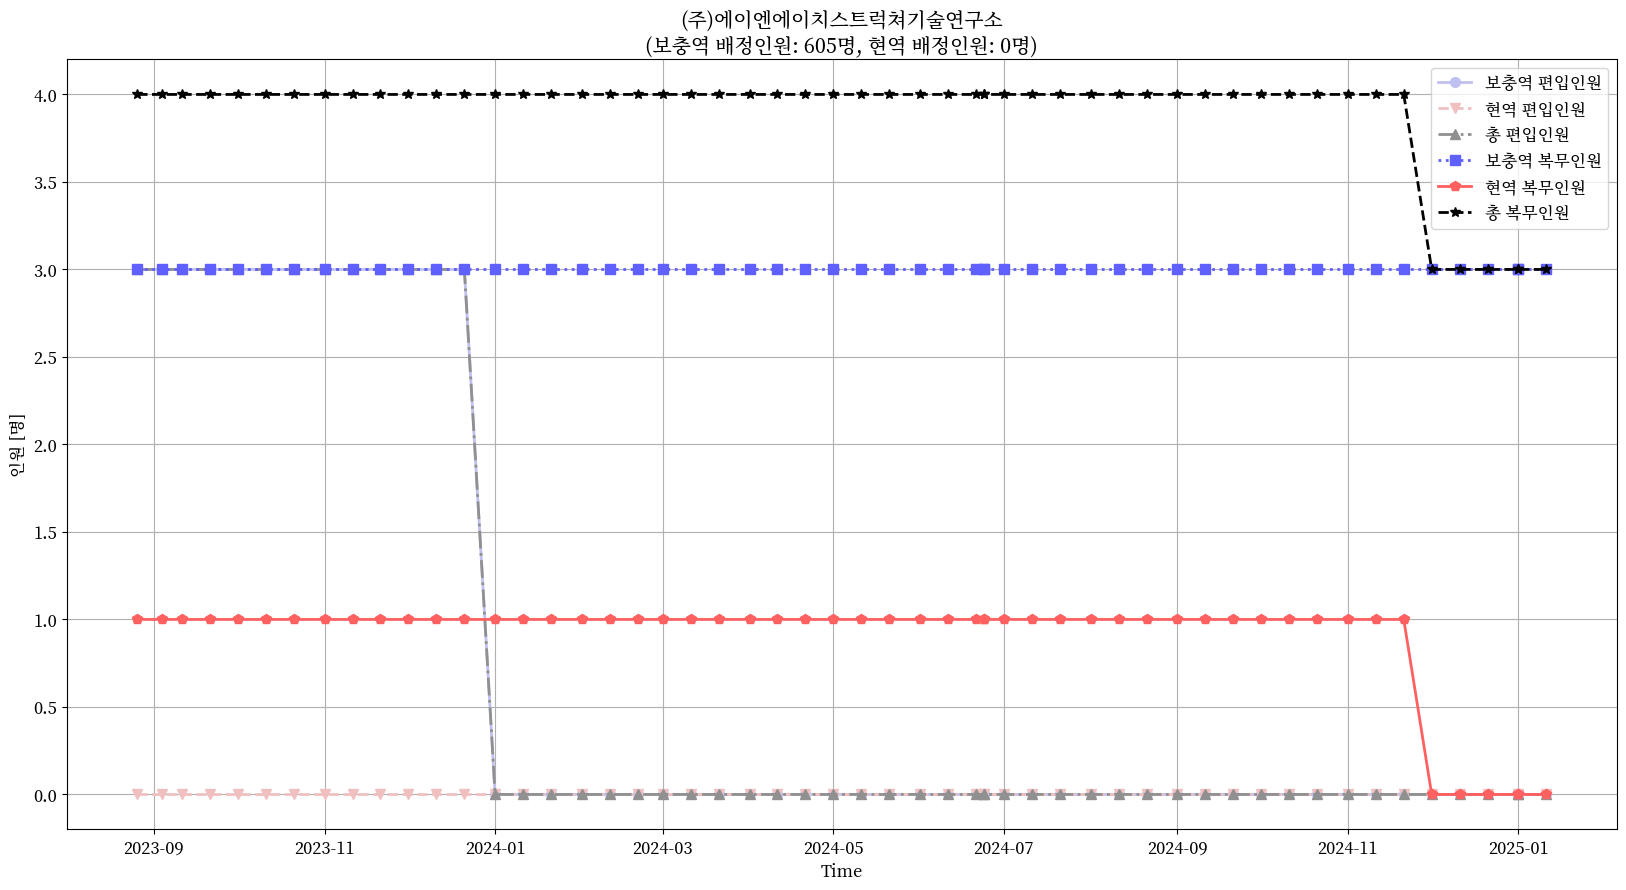 (주)에이엔에이치스트럭쳐기술연구소
(보충역 배정인원: 605명, 현역 배정인원: 0명)
보충역 편입인원
현역 편입인원
총 편입인원
보충역 복무인원
현역 복무인원
총 복무인원
인원 [명]
4.0
3.5
3.0
2.5
2.0
1.5
1.0
0.5
0.0
2023-09 2023-11 2024-01 2024-03 2024-05 2024-07 2024-09 2024-11 2025-01
Time